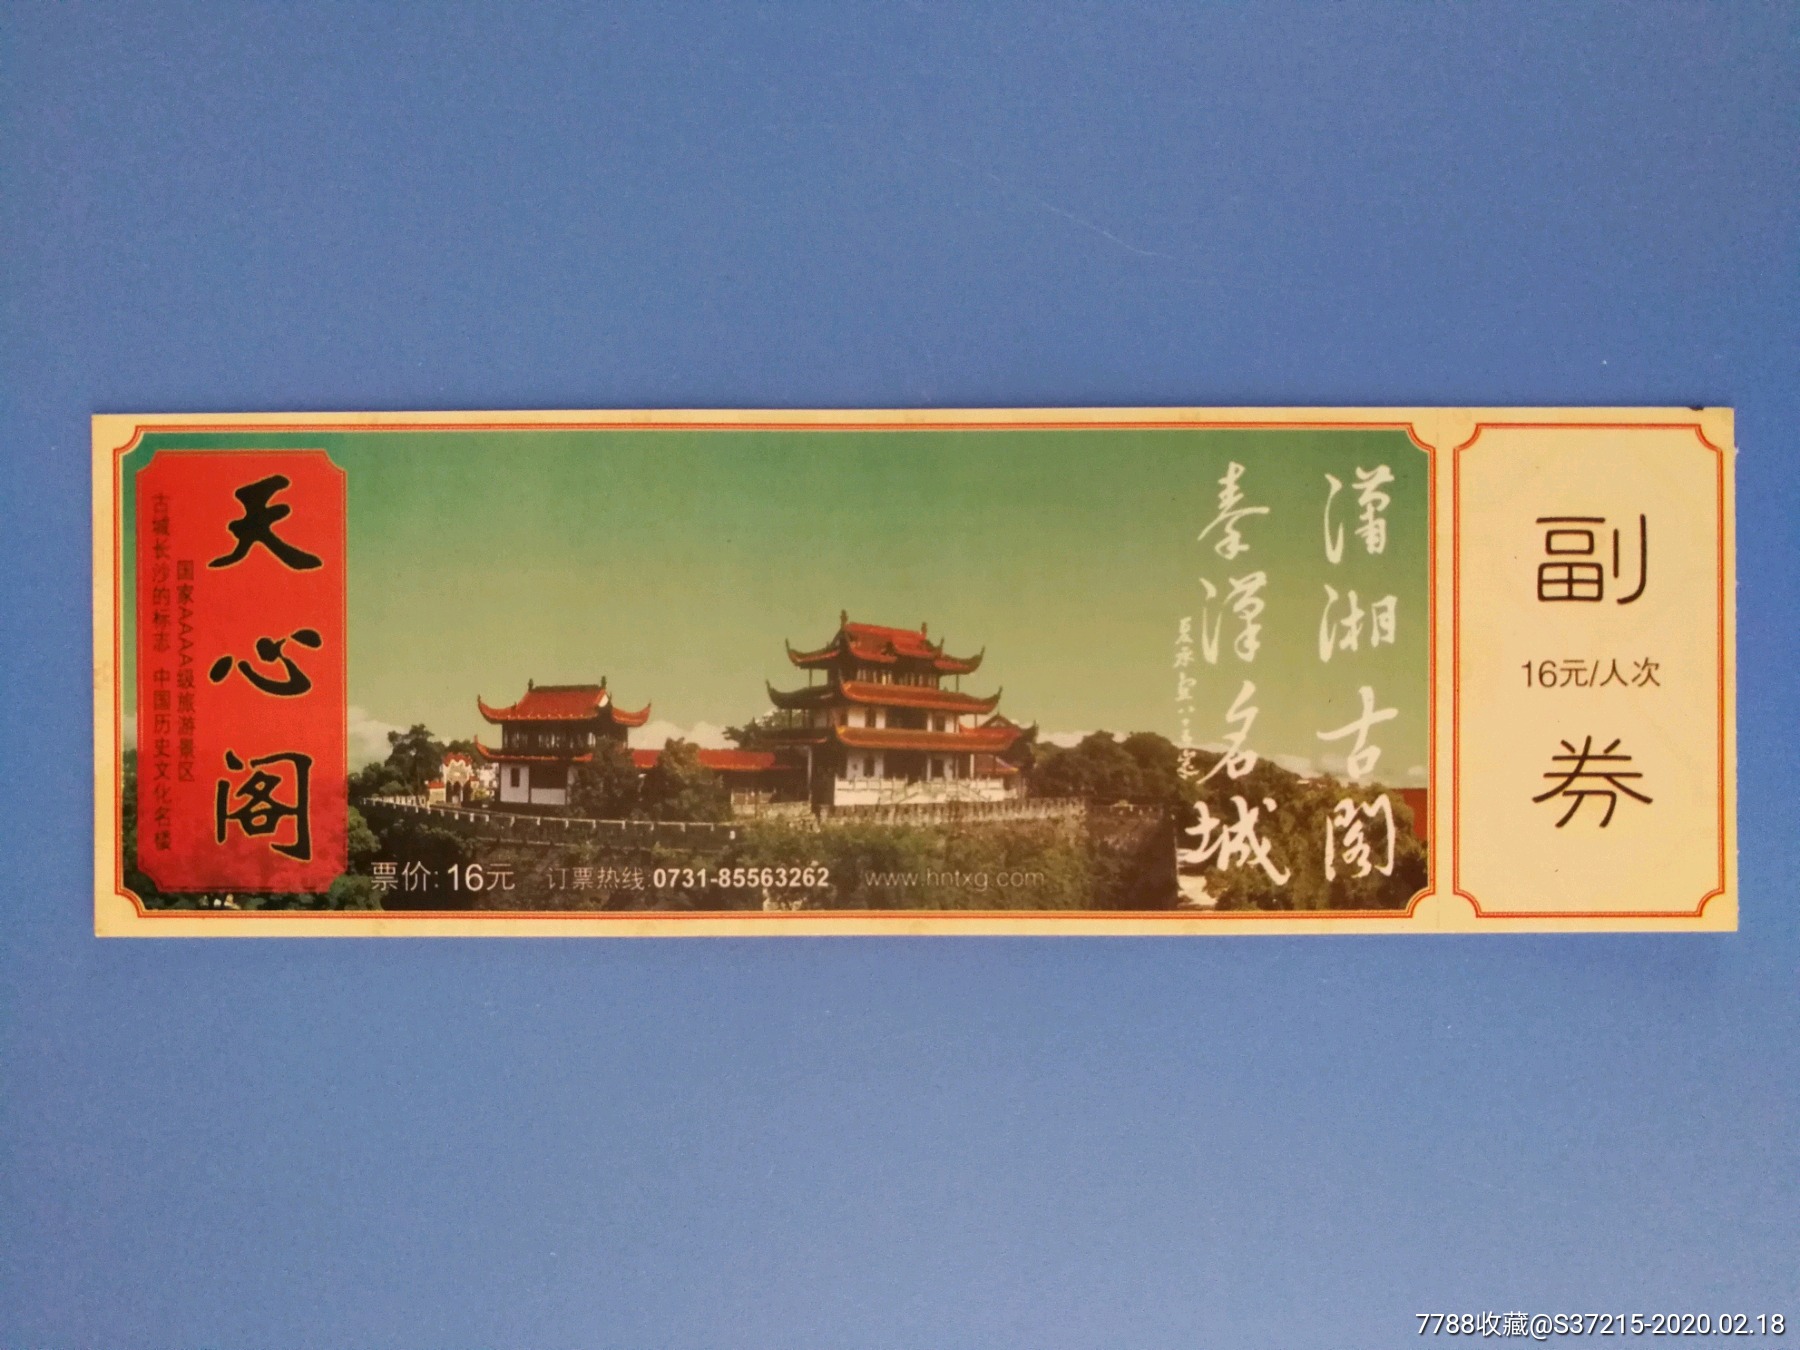 天心阁
国家AAAA级旅游景区
古城长沙的标志 中国历史文化名楼
票价:16元 订票热线:0731-85563262 www.hntxg.com
潇湘古閣
秦漢名城
副
16元/人次
券
7788收藏@S37215-2020.02.18